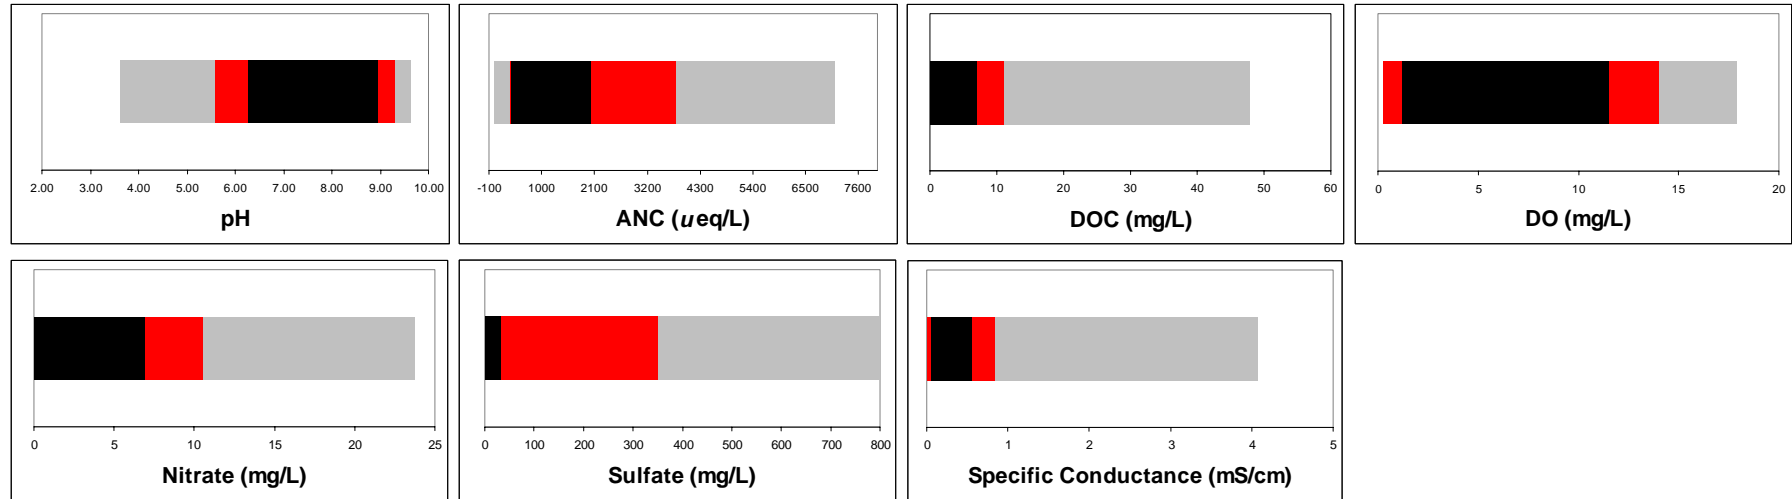 2.00 3.00 4.00 5.00 6.00 7.00 8.00 9.00 10.00
pH
-100 1000 2100 3200 4300 5400 6500 7600
ANC (ueq/L)
0 10 20 30 40 50 60
DOC (mg/L)
0 5 10 15 20
DO (mg/L)
0 5 10 15 20 25
Nitrate (mg/L)
0 100 200 300 400 500 600 700 800
Sulfate (mg/L)
0 1 2 3 4 5
Specific Conductance (mS/cm)